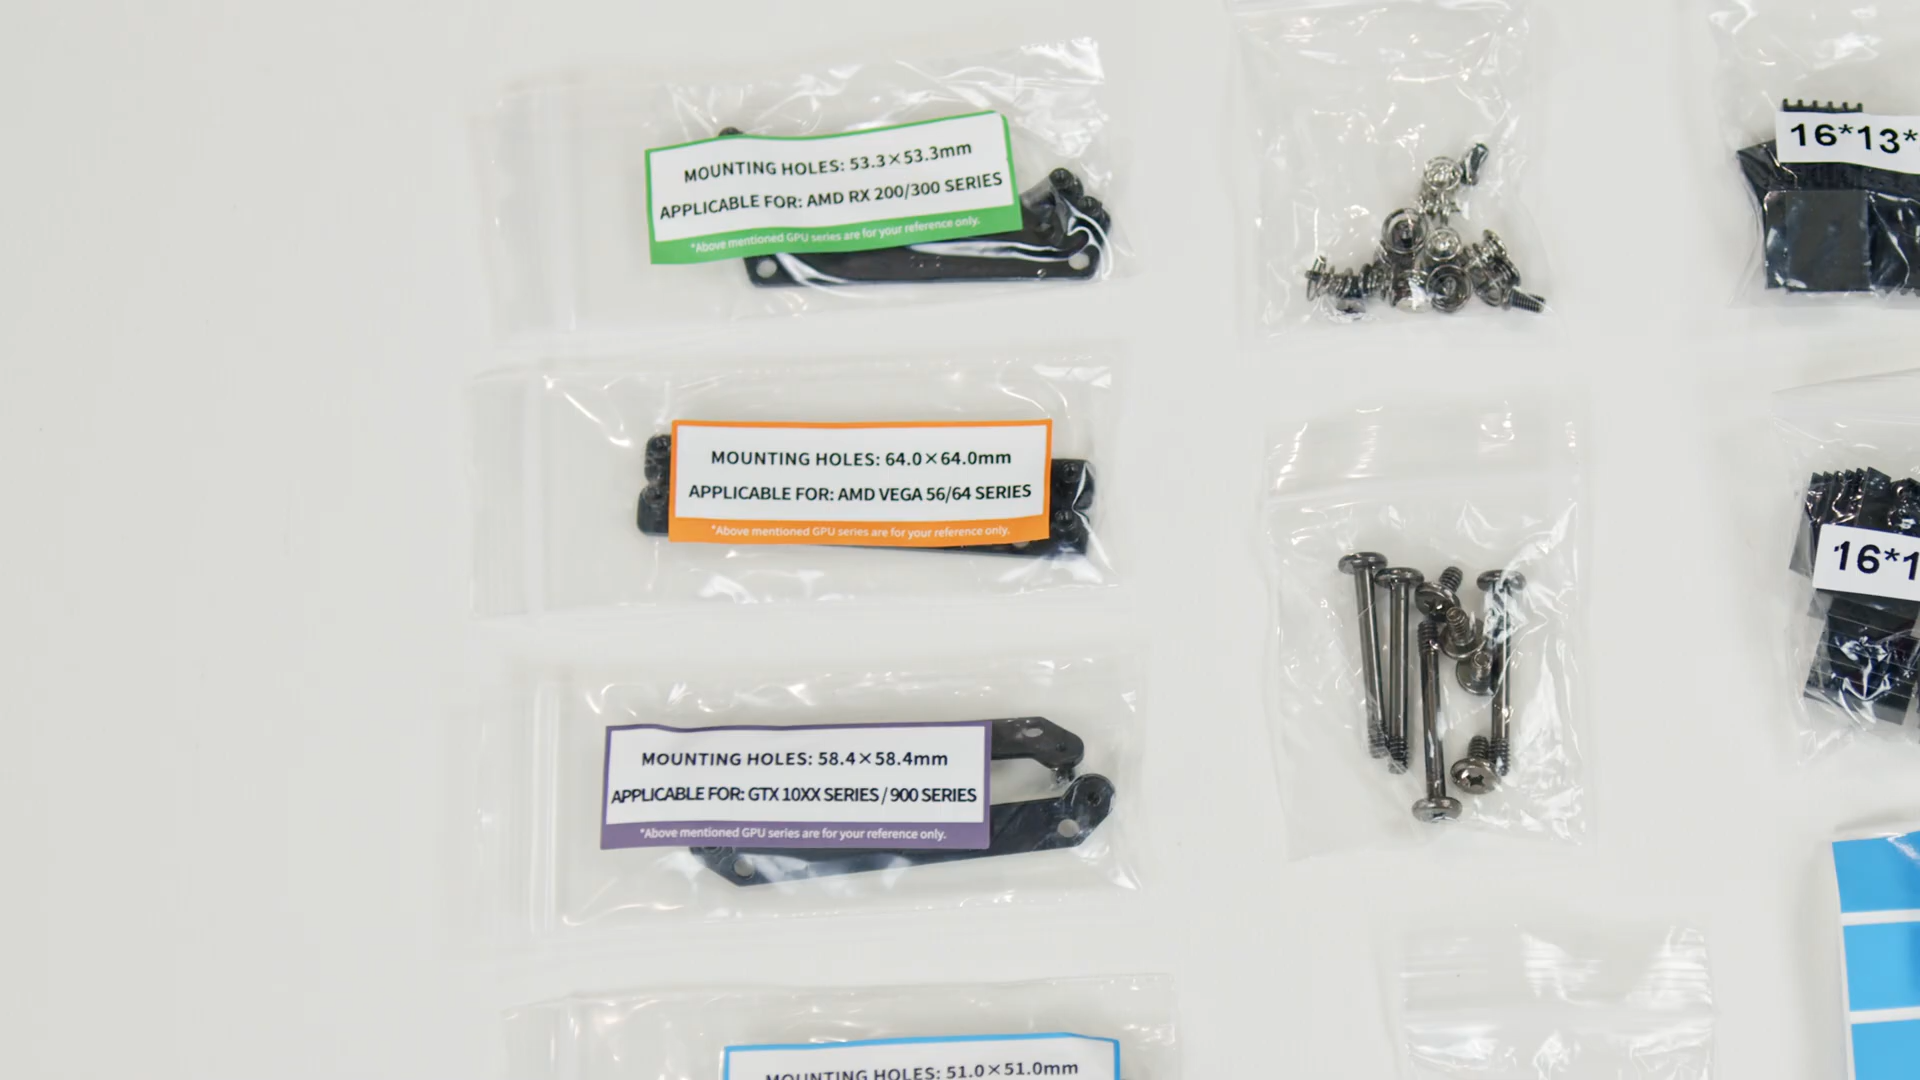 MOUNTING HOLES: 53.3×53.3mm
APPLICABLE FOR: AMD RX 200/300 SERIES
*Above mentioned GPU series are for your reference only.
16*13*
MOUNTING HOLES: 64.0×64.0mm
APPLICABLE FOR: AMD VEGA 56/64 SERIES
*Above mentioned GPU series are for your reference only.
16*1
MOUNTING HOLES: 58.4×58.4mm
APPLICABLE FOR: GTX 10XX SERIES / 900 SERIES
*Above mentioned GPU series are for your reference only.
MOUNTING HOLES: 51.0×51.0mm